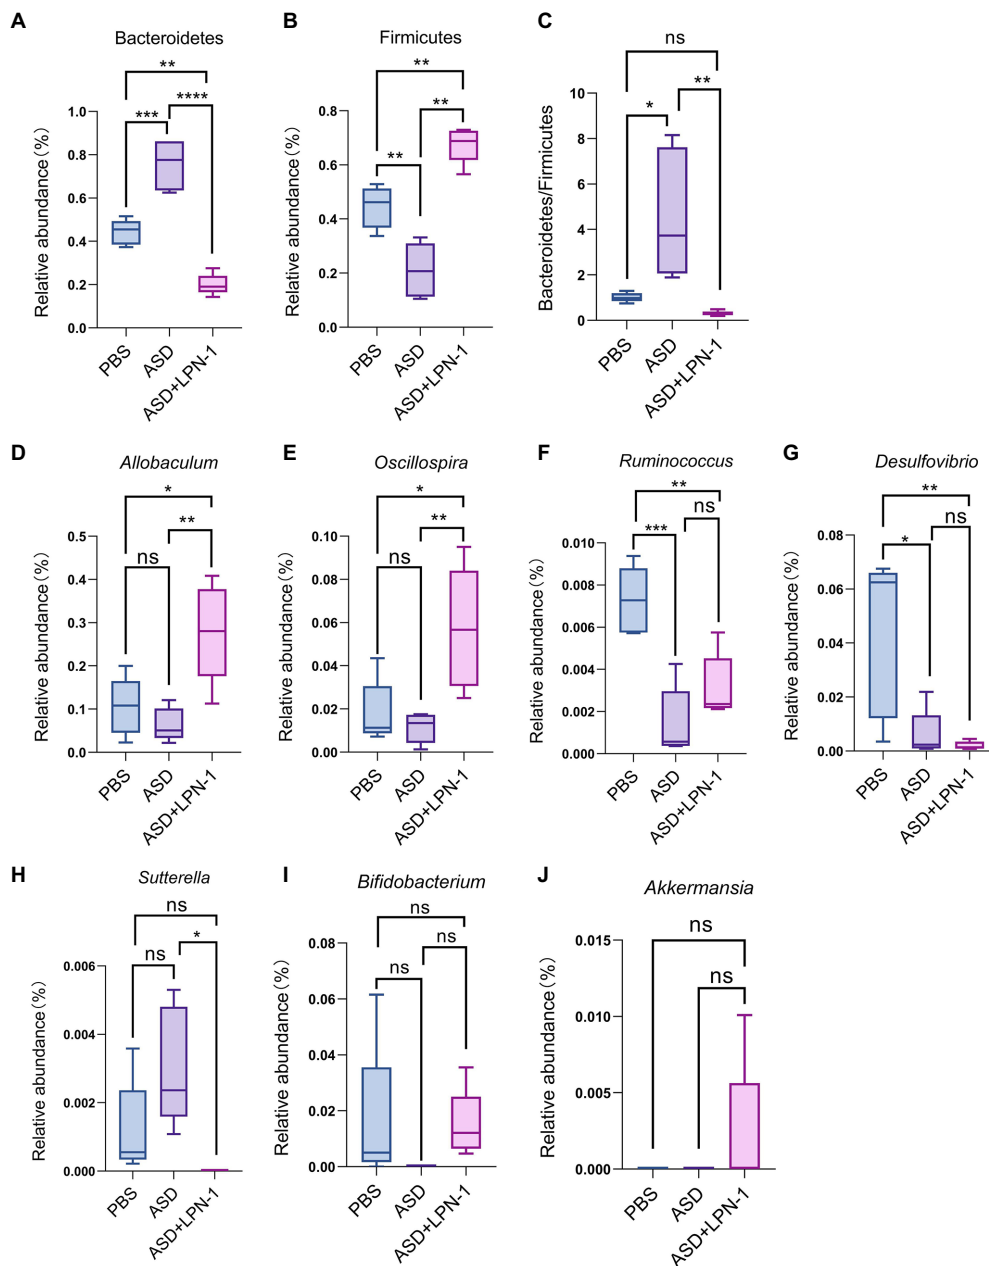 A
Bacteroidetes
**
***
****
Relative abundance(%)
1.0
0.8
0.6
0.4
0.2
0.0
PBS
ASD
ASD+LPN-1
B
Firmicutes
**
**
**
Relative abundance(%)
0.8
0.6
0.4
0.2
0.0
PBS
ASD
ASD+LPN-1
C
ns
*
**
Bacteroidetes/Firmicutes
10
8
6
4
2
0
PBS
ASD
ASD+LPN-1
D
Allobaculum
*
**
ns
Relative abundance(%)
0.5
0.4
0.3
0.2
0.1
0.0
PBS
ASD
ASD+LPN-1
E
Oscillospira
*
**
ns
Relative abundance(%)
0.10
0.08
0.06
0.04
0.02
0.00
PBS
ASD
ASD+LPN-1
F
Ruminococcus
**
ns
***
Relative abundance(%)
0.010
0.008
0.006
0.004
0.002
0.000
PBS
ASD
ASD+LPN-1
G
Desulfovibrio
**
ns
*
Relative abundance(%)
0.08
0.06
0.04
0.02
0.00
PBS
ASD
ASD+LPN-1
H
Sutterella
ns
*
ns
Relative abundance(%)
0.006
0.004
0.002
0.000
PBS
ASD
ASD+LPN-1
I
Bifidobacterium
ns
ns
ns
Relative abundance(%)
0.08
0.06
0.04
0.02
0.00
PBS
ASD
ASD+LPN-1
J
Akkermansia
ns
ns
Relative abundance(%)
0.015
0.010
0.005
0.000
PBS
ASD
ASD+LPN-1